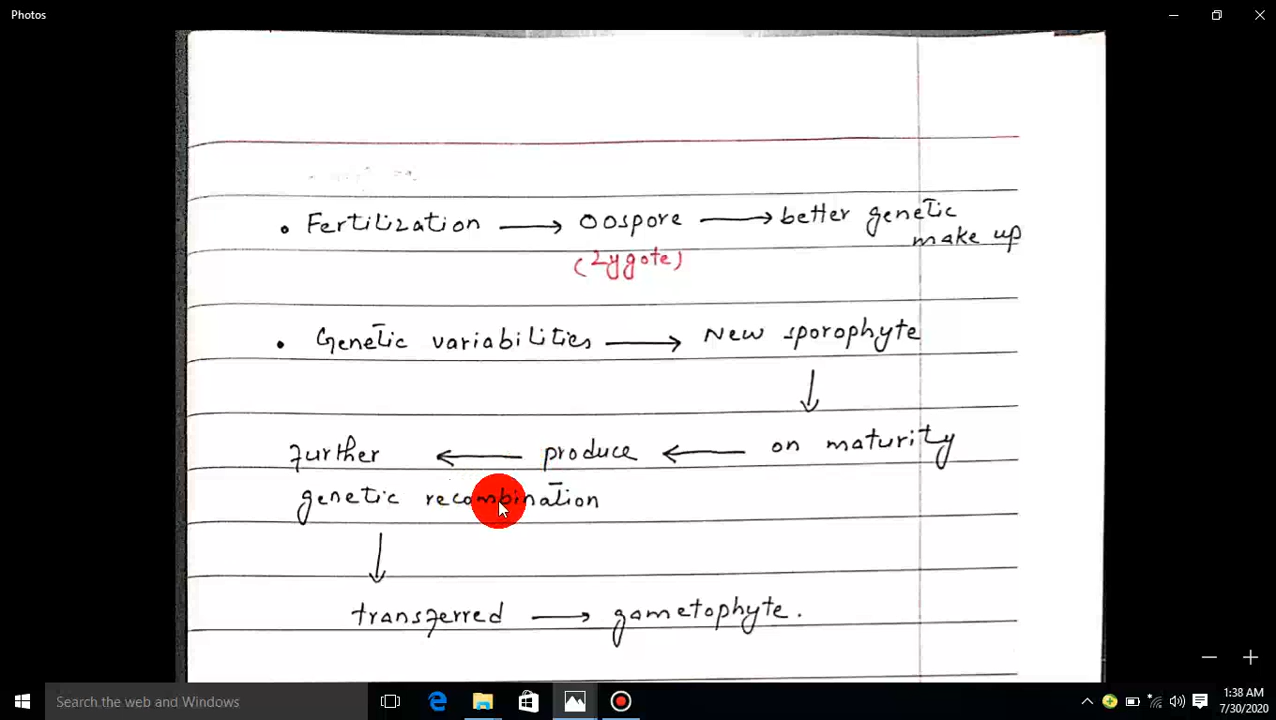 Photos
• Fertilization → Oospore → better genetic
make up
(Zygote)
• Genetic variabilities → New sporophyte
↓
Further ← produce ← on maturity
genetic recombination
↓
transferred → gametophyte.
Search the web and Windows
1:38 AM
7/30/2020